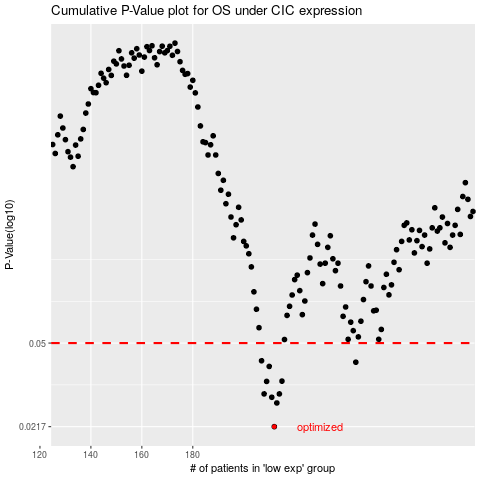 Cumulative P-Value plot for OS under CIC expression
P-Value(log10)
0.05
0.0217
optimized
120 140 160 180
# of patients in 'low exp' group